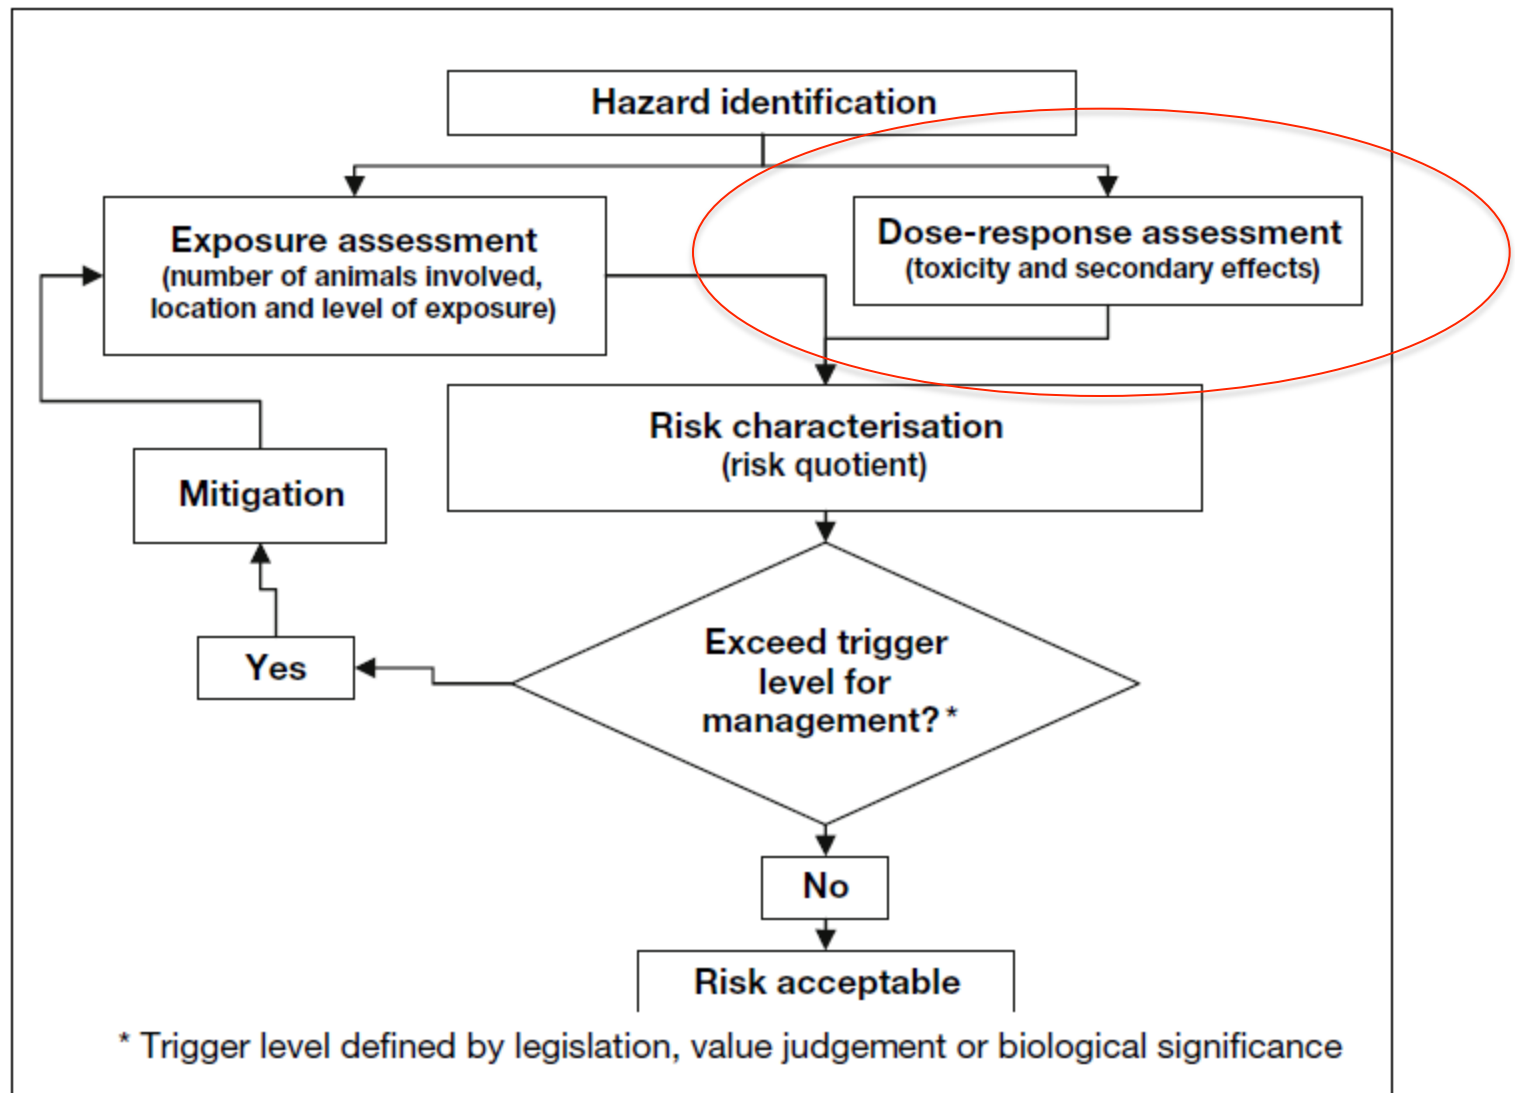 Hazard identification
Exposure assessment
(number of animals involved,
location and level of exposure)
Dose-response assessment
(toxicity and secondary effects)
Risk characterisation
(risk quotient)
Mitigation
Exceed trigger
level for
management? *
Yes
No
Risk acceptable
* Trigger level defined by legislation, value judgement or biological significance